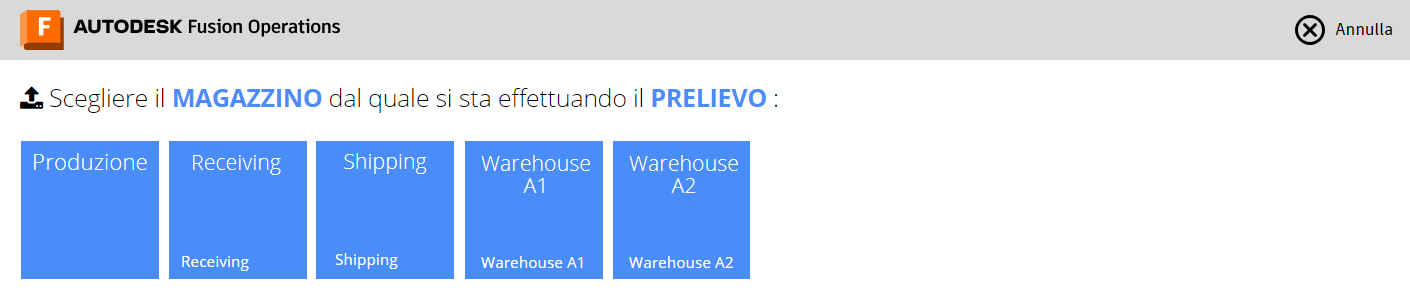 F AUTODESK Fusion Operations
Annulla
Scegliere il MAGAZZINO dal quale si sta effettuando il PRELIEVO :
Produzione
Receiving
Receiving
Shipping
Shipping
Warehouse
A1
Warehouse A1
Warehouse
A2
Warehouse A2